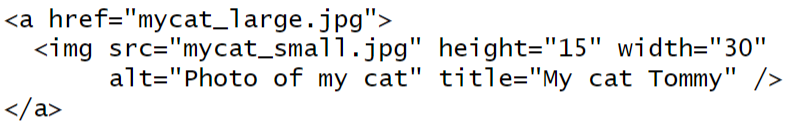 <a href="mycat_large.jpg">
  <img src="mycat_small.jpg" height="15" width="30"
       alt="Photo of my cat" title="My cat Tommy" />
</a>